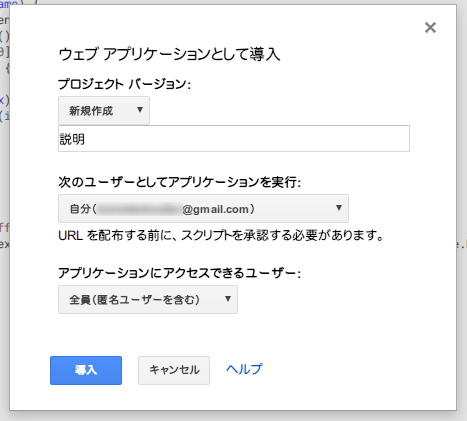 ame) {
en
()
0]
{
x)
(i
ff
ex
e.
×
ウェブ アプリケーションとして導入
プロジェクト バージョン:
新規作成
説明
次のユーザーとしてアプリケーションを実行:
自分( @gmail.com)
URL を配布する前に、スクリプトを承認する必要があります。
アプリケーションにアクセスできるユーザー:
全員(匿名ユーザーを含む)
導入 キャンセル ヘルプ